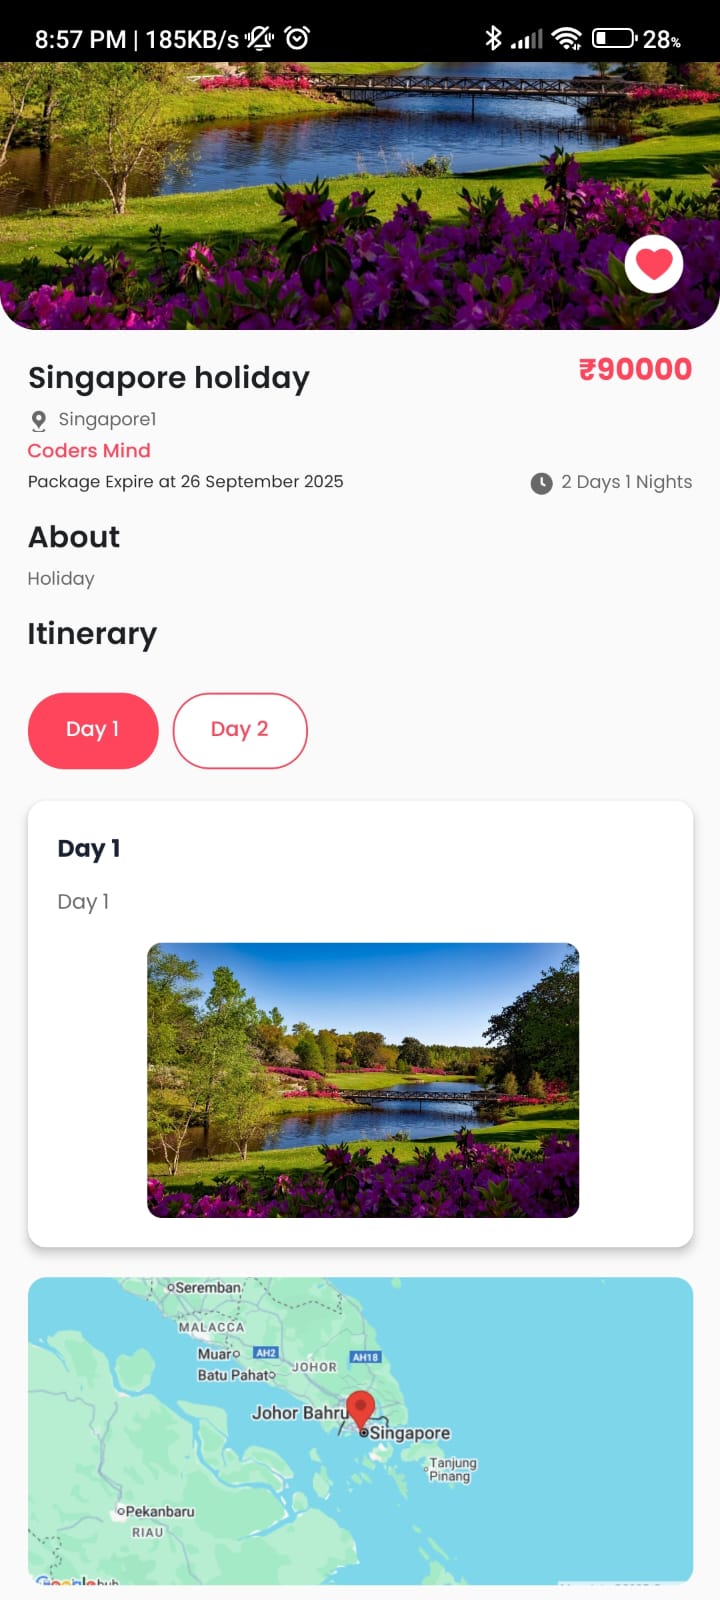 8:57 PM | 185KB/s
28%
Singapore holiday
₹90000
Singapore1
Coders Mind
Package Expire at 26 September 2025
2 Days 1 Nights
About
Holiday
Itinerary
Day 1
Day 2
Day 1
Day 1
Seremban
MALACCA
Muar
AH2
JOHOR
AH18
Batu Pahat
Johor Bahru
Singapore
Tanjung
Pinang
Pekanbaru
RIAU